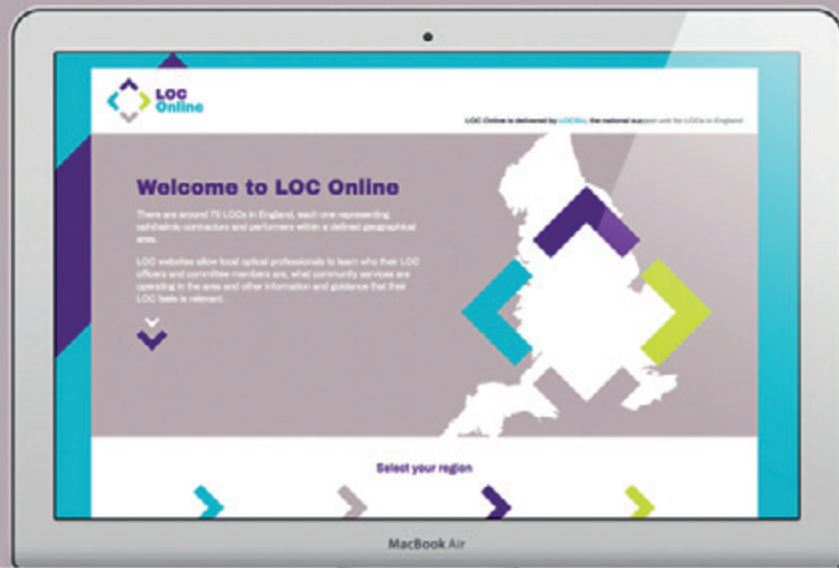 LOC
Online
LOC Online is delivered by LOCSU, the national support unit for LOCs in England
Welcome to LOC Online
There are around 75 LOCs in England, each one representing
ophthalmic contractors and performers within a defined geographical
area.
LOC websites allow local optical professionals to learn who their LOC
officers and committee members are, what community services are
operating in the area and other information and guidance that their
LOC feels is relevant.
Select your region
MacBook Air